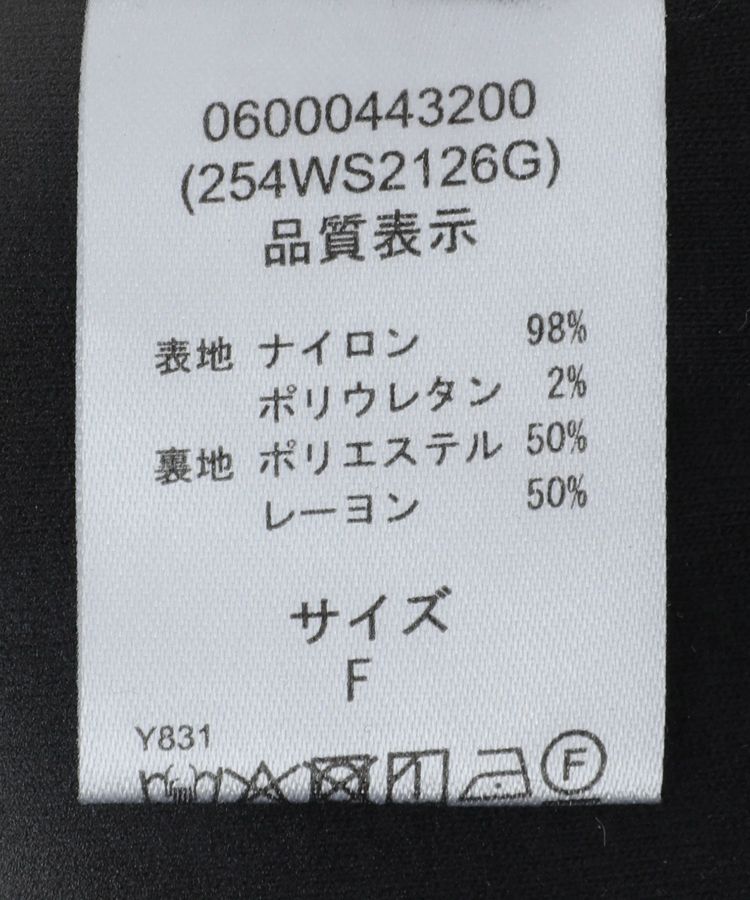 06000443200
(254WS2126G)
品質表示
表地 ナイロン 98%
ポリウレタン 2%
裏地 ポリエステル 50%
レーヨン 50%
サイズ
F
Y831
F